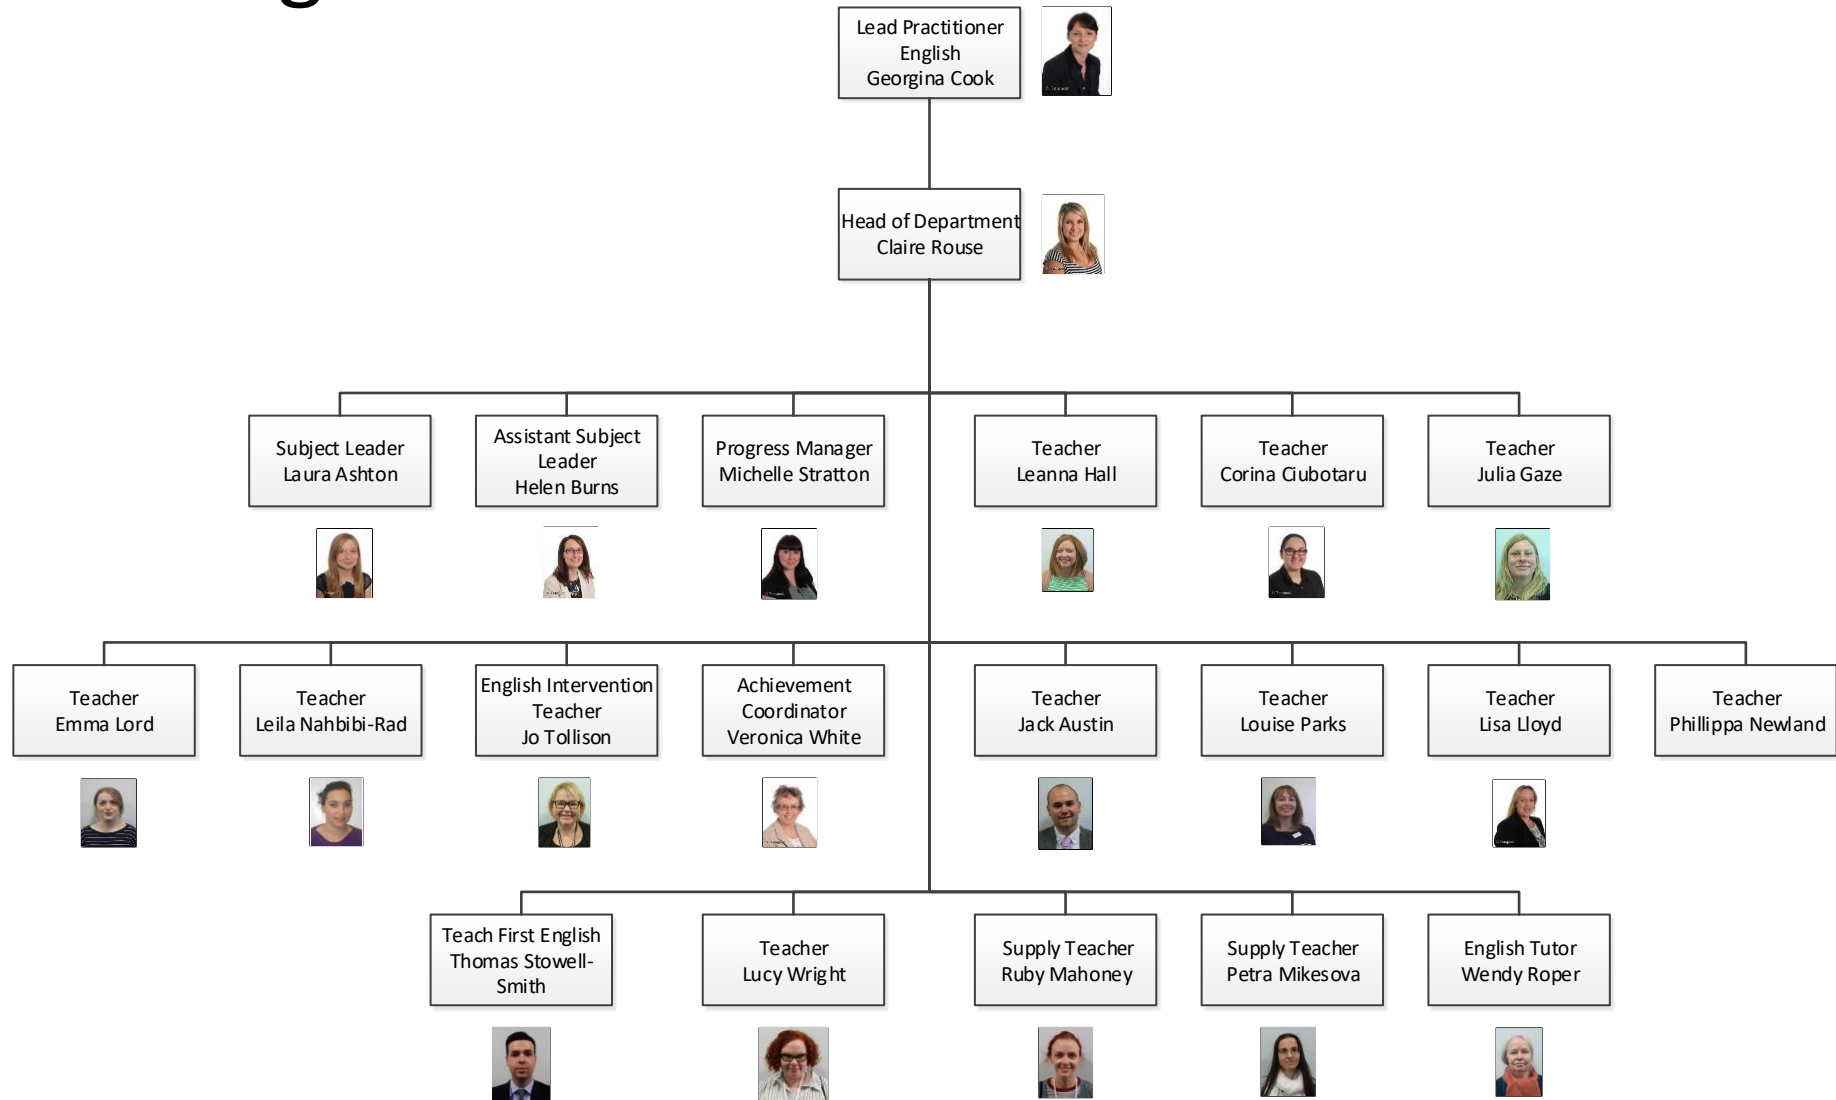 g
Lead Practitioner
English
Georgina Cook
Head of Department
Claire Rouse
Subject Leader
Laura Ashton
Assistant Subject
Leader
Helen Burns
Progress Manager
Michelle Stratton
Teacher
Leanna Hall
Teacher
Corina Ciubotaru
Teacher
Julia Gaze
Teacher
Emma Lord
Teacher
Leila Nahbibi-Rad
English Intervention
Teacher
Jo Tollison
Achievement
Coordinator
Veronica White
Teacher
Jack Austin
Teacher
Louise Parks
Teacher
Lisa Lloyd
Teacher
Phillippa Newland
Teach First English
Thomas Stowell-
Smith
Teacher
Lucy Wright
Supply Teacher
Ruby Mahoney
Supply Teacher
Petra Mikesova
English Tutor
Wendy Roper